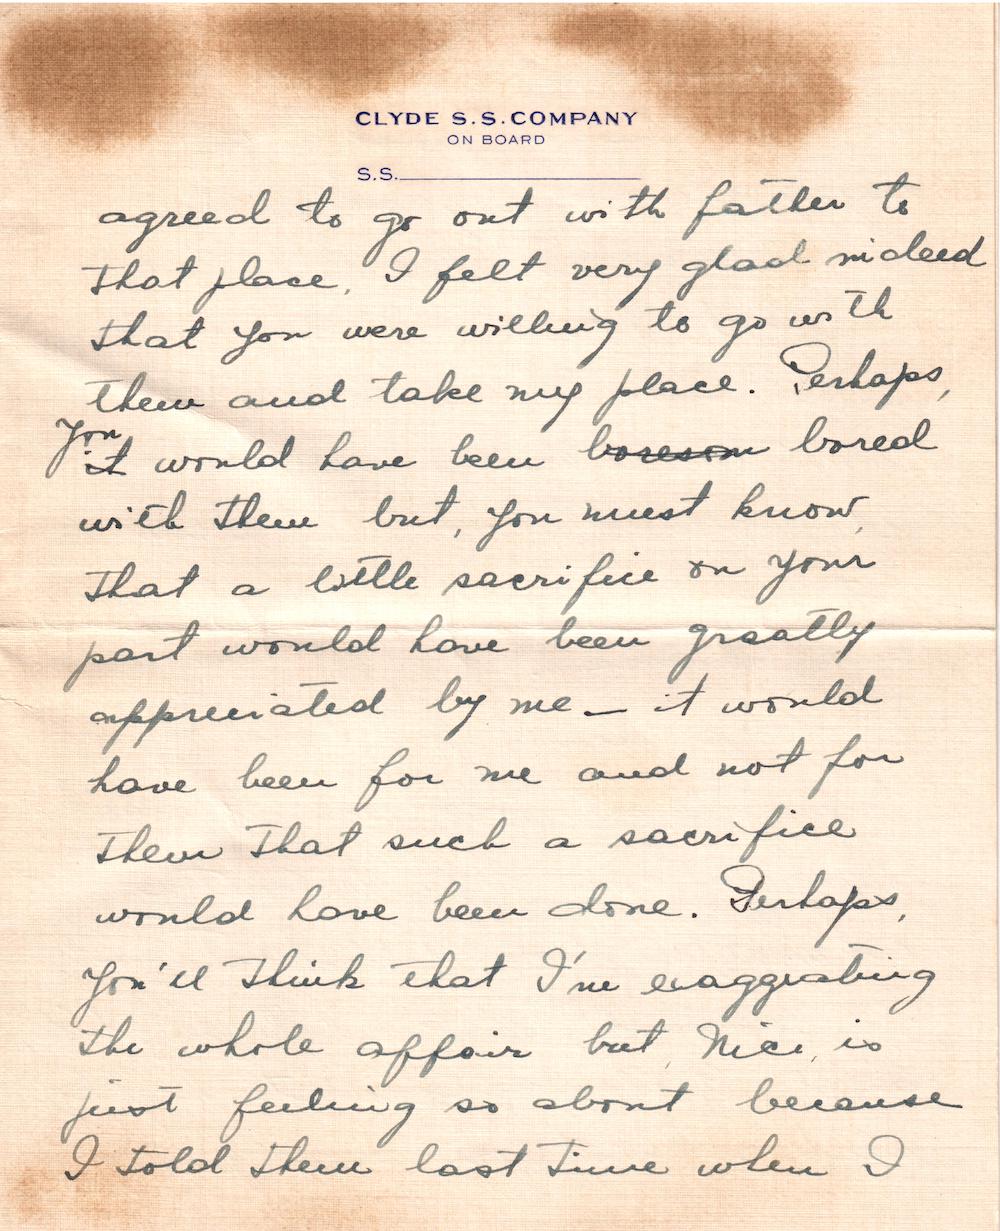 CLYDE S.S. COMPANY
ON BOARD
S.S.
agreed to go out with father to
that place, I felt very glad indeed
that you were willing to go with
them and take my place. Perhaps,
You
it would have been boresom bored
with them but, you must know,
that a little sacrifice on your
part would have been greatly
appreciated by me — it would
have been for me and not for
them that such a sacrifice
would have been done. Perhaps,
you'll think that I'm exaggrating
the whole affair but, Nici, is
just feeling so about because
I told them last time when I